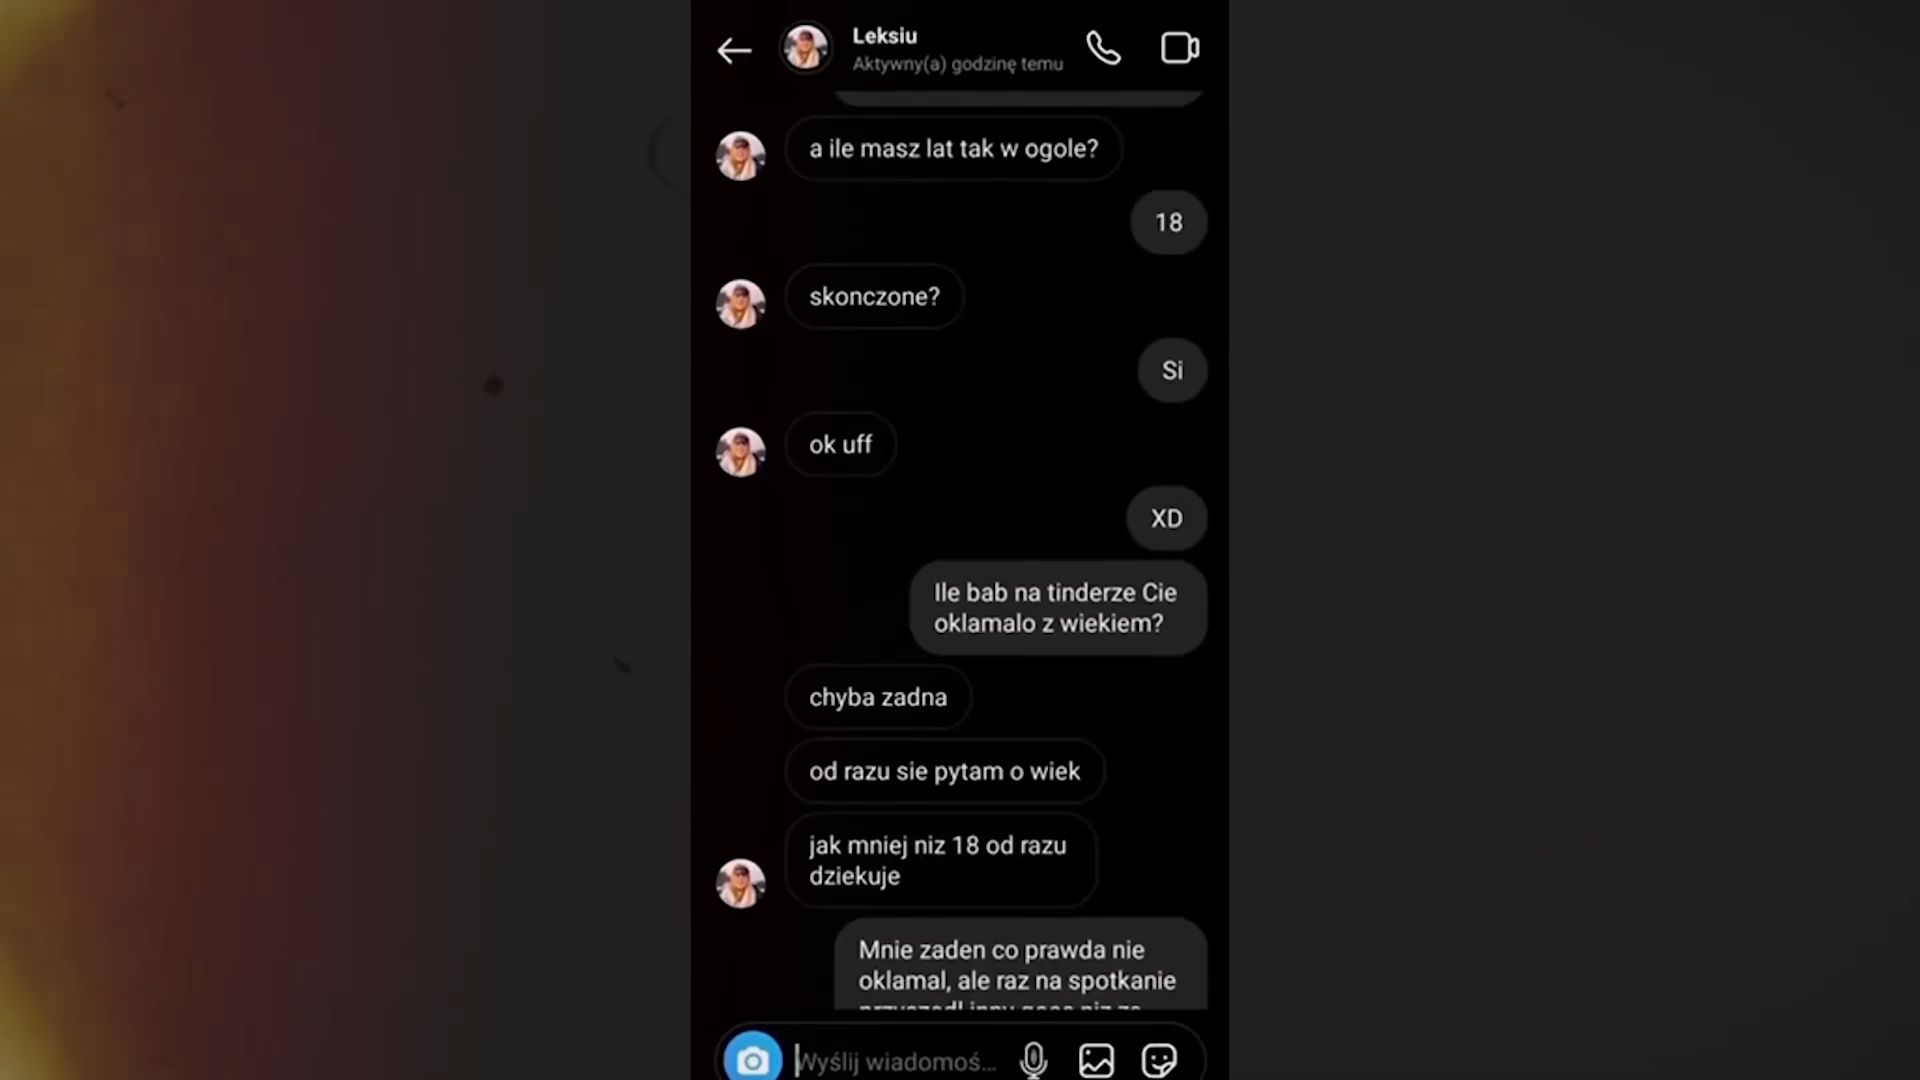 Leksiu
Aktywny(a) godzinę temu
a ile masz lat tak w ogole?
18
skonczone?
Si
ok uff
XD
Ile bab na tinderze Cie
oklamalo z wiekiem?
chyba zadna
od razu sie pytam o wiek
jak mniej niz 18 od razu
dziekuje
Mnie zaden co prawda nie
oklamal, ale raz na spotkanie
Wyślij wiadomoś...